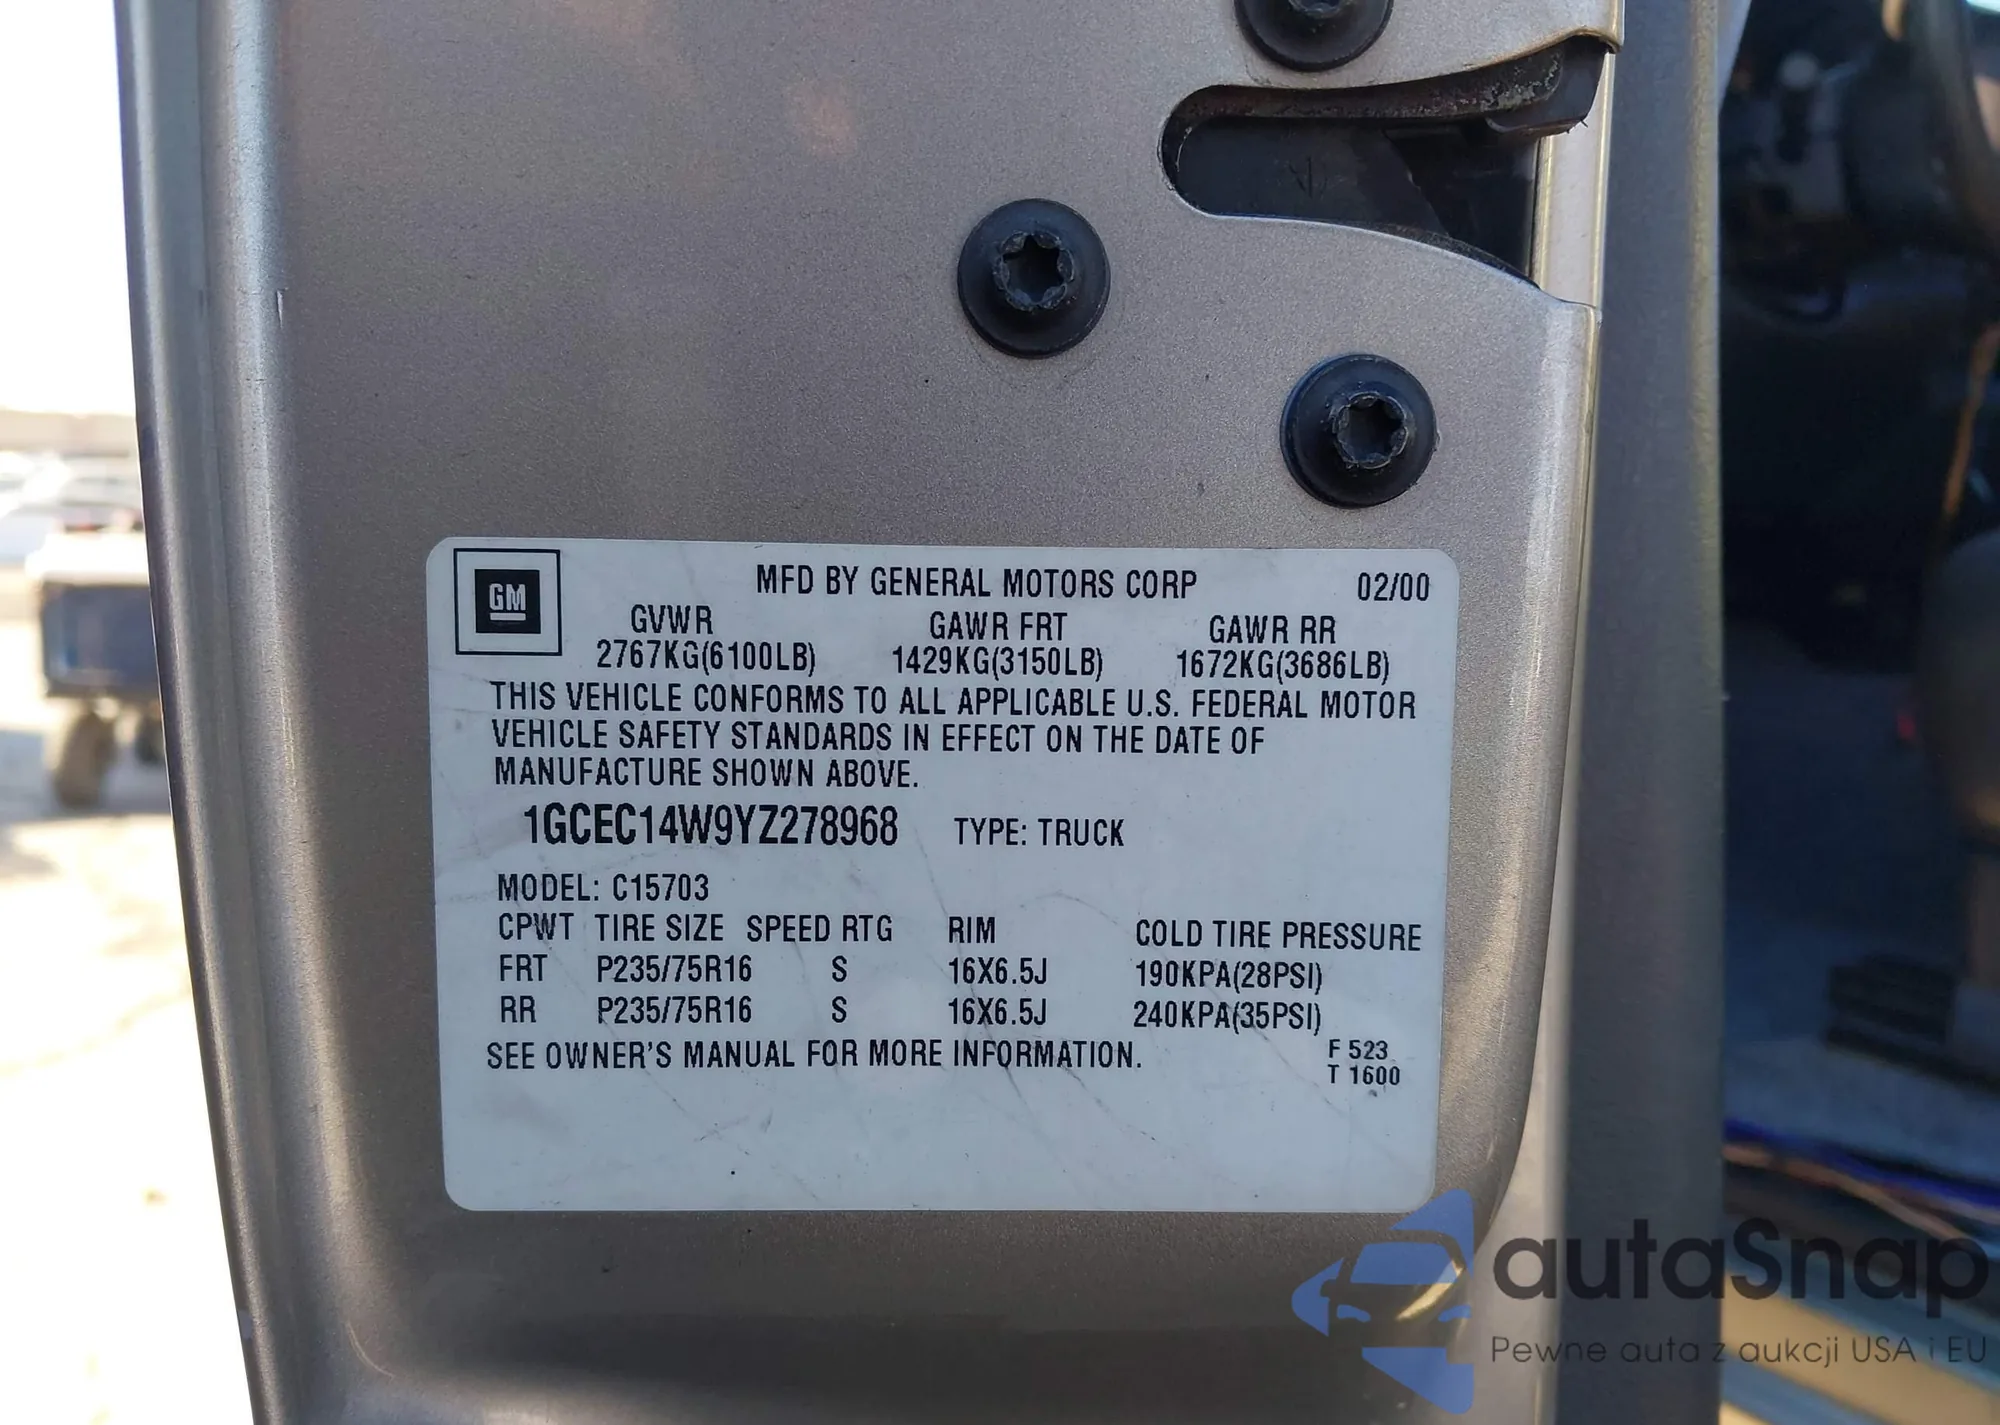 GM
MFD BY GENERAL MOTORS CORP 02/00
GVWR GAWR FRT GAWR RR
2767KG(6100LB) 1429KG(3150LB) 1672KG(3686LB)
THIS VEHICLE CONFORMS TO ALL APPLICABLE U.S. FEDERAL MOTOR
VEHICLE SAFETY STANDARDS IN EFFECT ON THE DATE OF
MANUFACTURE SHOWN ABOVE.
1GCEC14W9YZ278968 TYPE: TRUCK
MODEL: C15703
CPWT TIRE SIZE SPEED RTG RIM COLD TIRE PRESSURE
FRT P235/75R16 S 16X6.5J 190KPA(28PSI)
RR P235/75R16 S 16X6.5J 240KPA(35PSI)
SEE OWNER'S MANUAL FOR MORE INFORMATION.
F 523
T 1600
autaSnap
Pewne auta z aukcji USA i EU